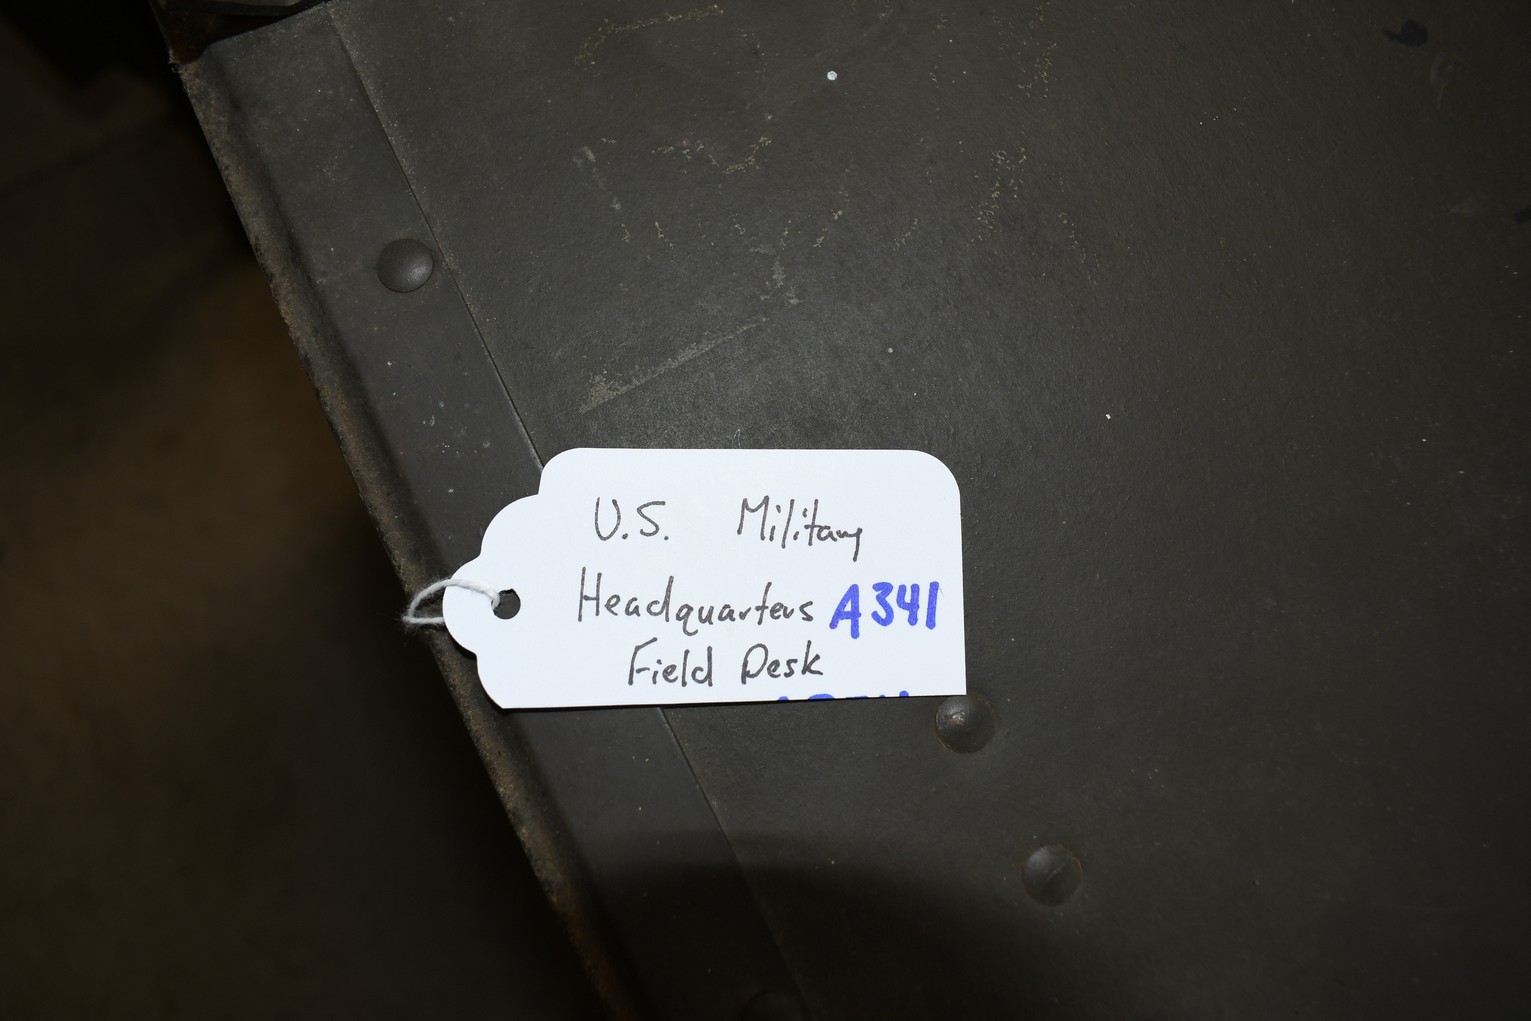 U.S. Military
Headquarters A341
Field Desk